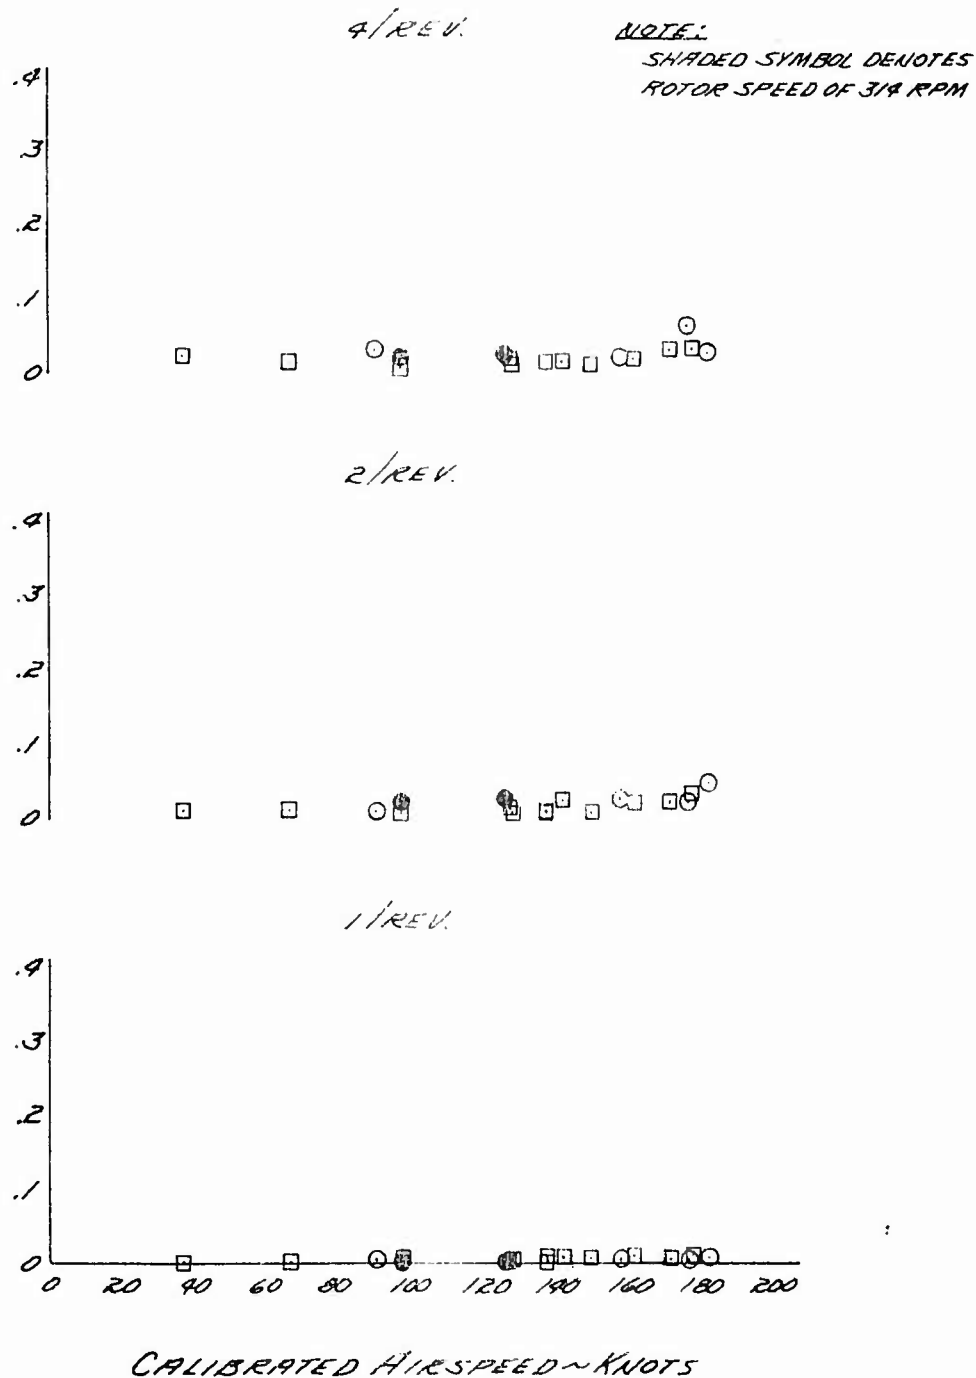 4/REV.
NOTE:
SHADED SYMBOL DENOTES
ROTOR SPEED OF 314 RPM
.4
.3
.2
.1
0
2/REV.
.4
.3
.2
.1
0
1/REV.
.4
.3
.2
.1
0
0 20 40 60 80 100 120 140 160 180 200
CALIBRATED AIRSPEED ~ KNOTS